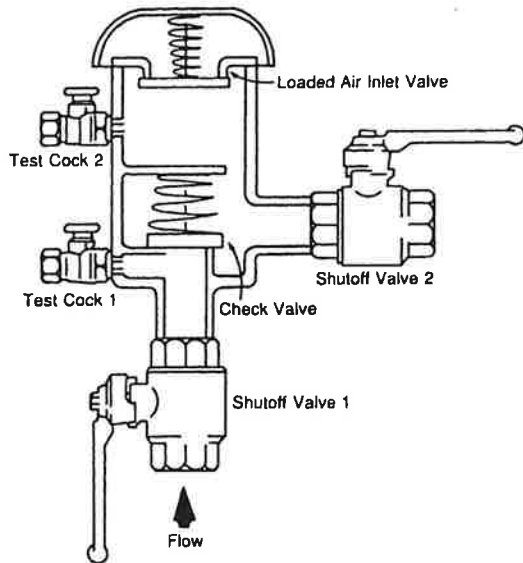 Loaded Air Inlet Valve
Test Cock 2
Shutoff Valve 2
Test Cock 1
Check Valve
Shutoff Valve 1
Flow